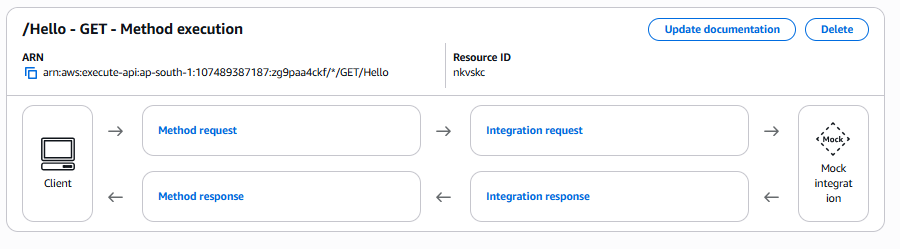 /Hello - GET - Method execution
Update documentation
Delete
ARN
arn:aws:execute-api:ap-south-1:107489387187:zg9paa4ckf/*/GET/Hello
Resource ID
nkvskc
Client
Method request
Integration request
Mock
Mock
integrat
ion
Method response
Integration response